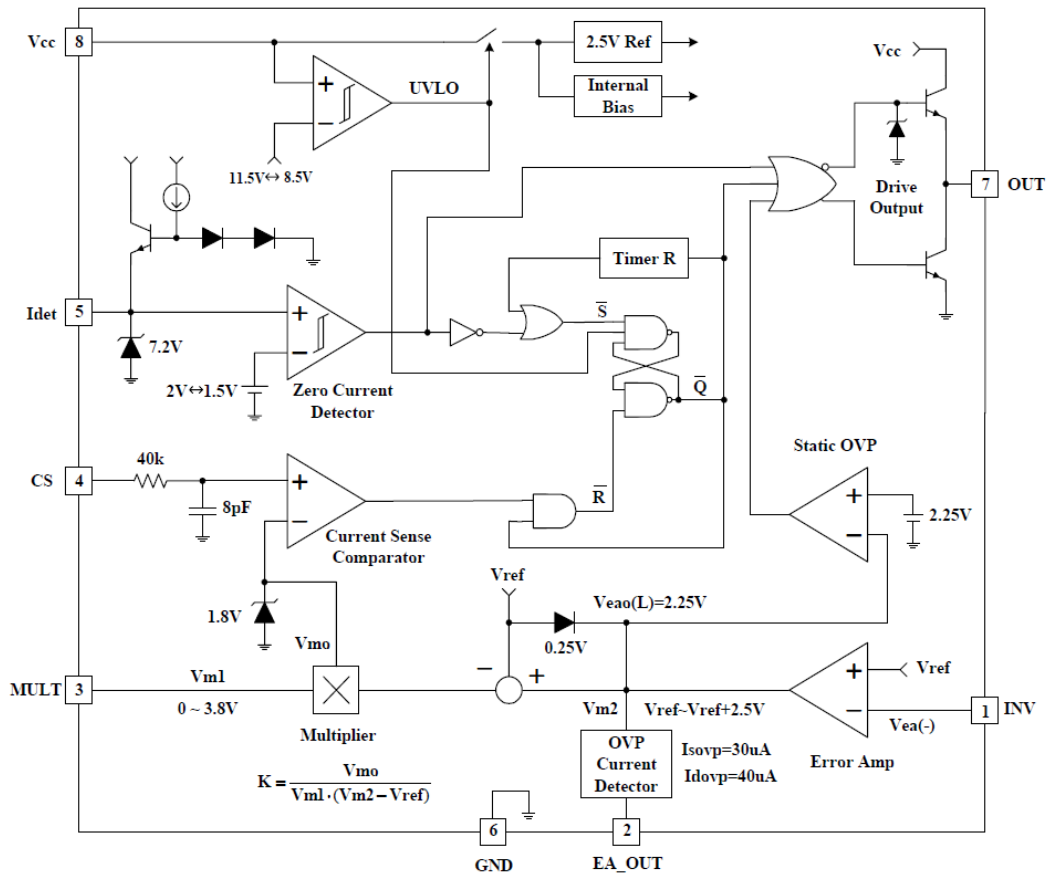 Vcc
8
2.5V Ref
Vcc
UVLO
Internal
Bias
+
−
11.5V↔8.5V
7
OUT
Drive
Output
Timer R
Idet
5
+
−
S̅
7.2V
2V↔1.5V
Zero Current
Detector
Q̅
Static OVP
CS
4
40k
8pF
+
−
R̅
Current Sense
Comparator
+
−
2.25V
Vref
1.8V
Vmo
Veao(L)=2.25V
0.25V
−
+
MULT
3
Vm1
0 ~ 3.8V
Multiplier
Vm2
Vref~Vref+2.5V
+
−
Vref
1
INV
Vea(-)
Error Amp
OVP
Current
Detector
Isovp=30uA
Idovp=40uA
K = Vmo
Vm1·(Vm2−Vref)
6
GND
2
EA_OUT